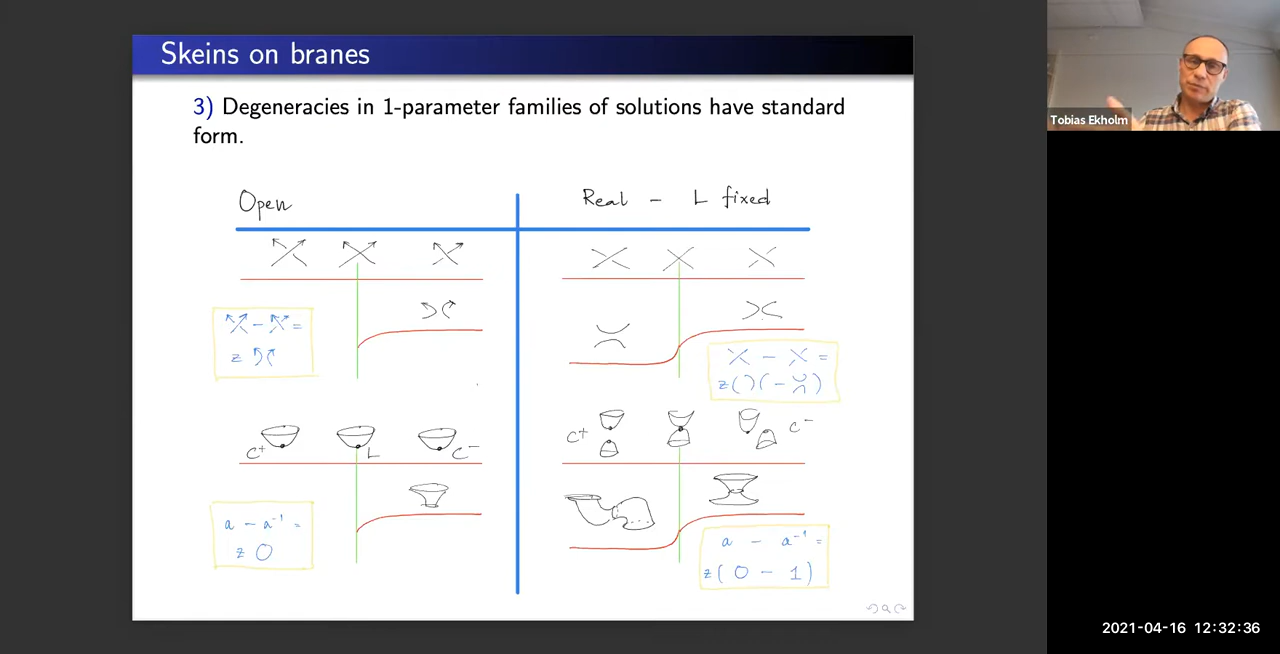 Skeins on branes
3) Degeneracies in 1-parameter families of solutions have standard
form.
Open
Real - L fixed
z
z ( - )
C+
L
C-
C+
C-
a - a⁻¹ =
z O
a - a⁻¹ =
z( O - 1 )
Tobias Ekholm
2021-04-16 12:32:36